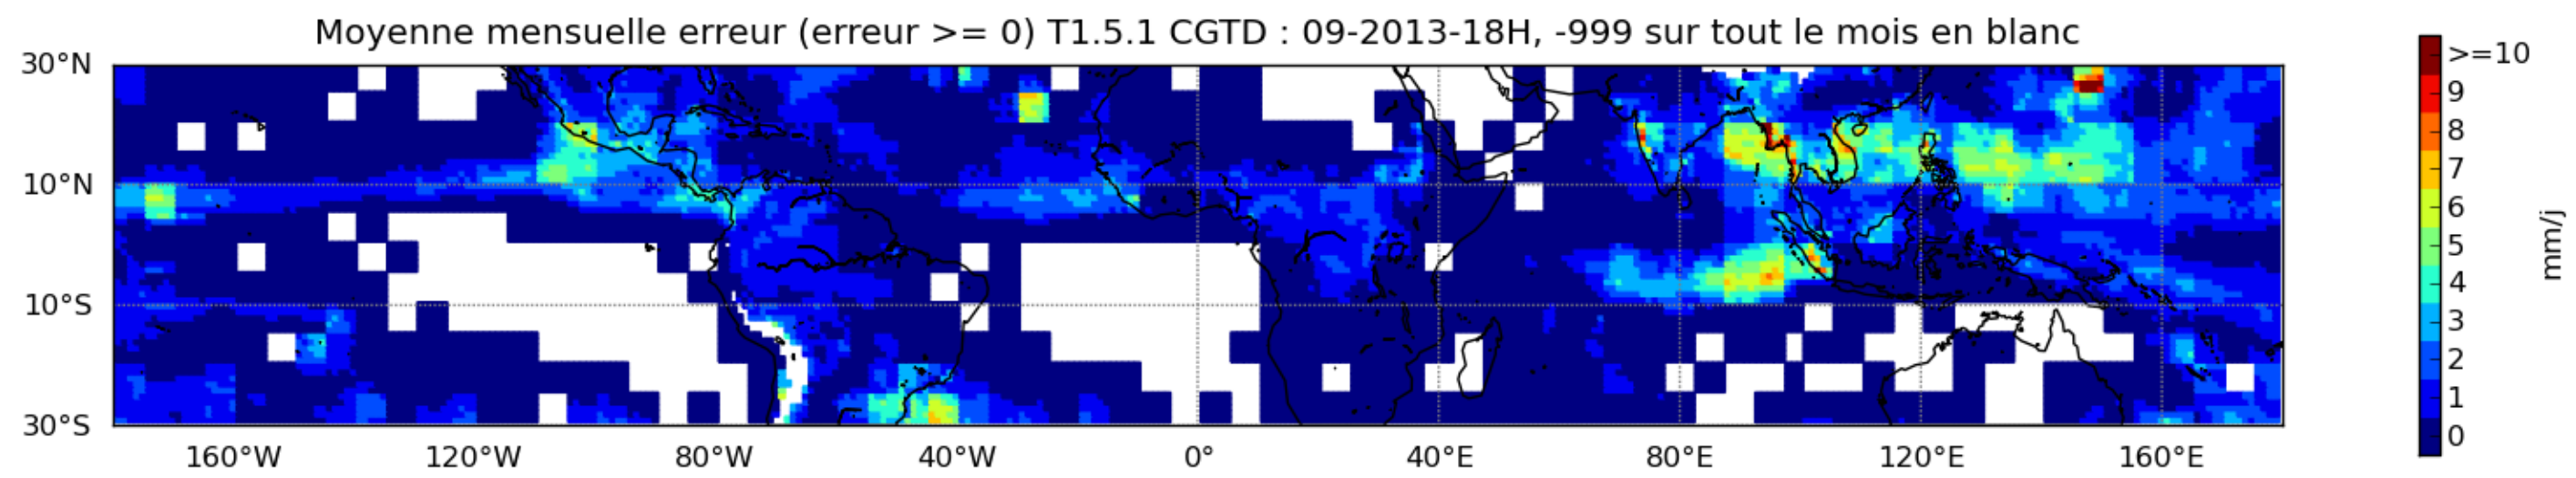 Moyenne mensuelle erreur (erreur >= 0) T1.5.1 CGTD : 09-2013-18H, -999 sur tout le mois en blanc
30°N
10°N
10°S
30°S
160°W 120°W 80°W 40°W 0° 40°E 80°E 120°E 160°E
>=10
9
8
7
6
5
4
3
2
1
0
mm/j